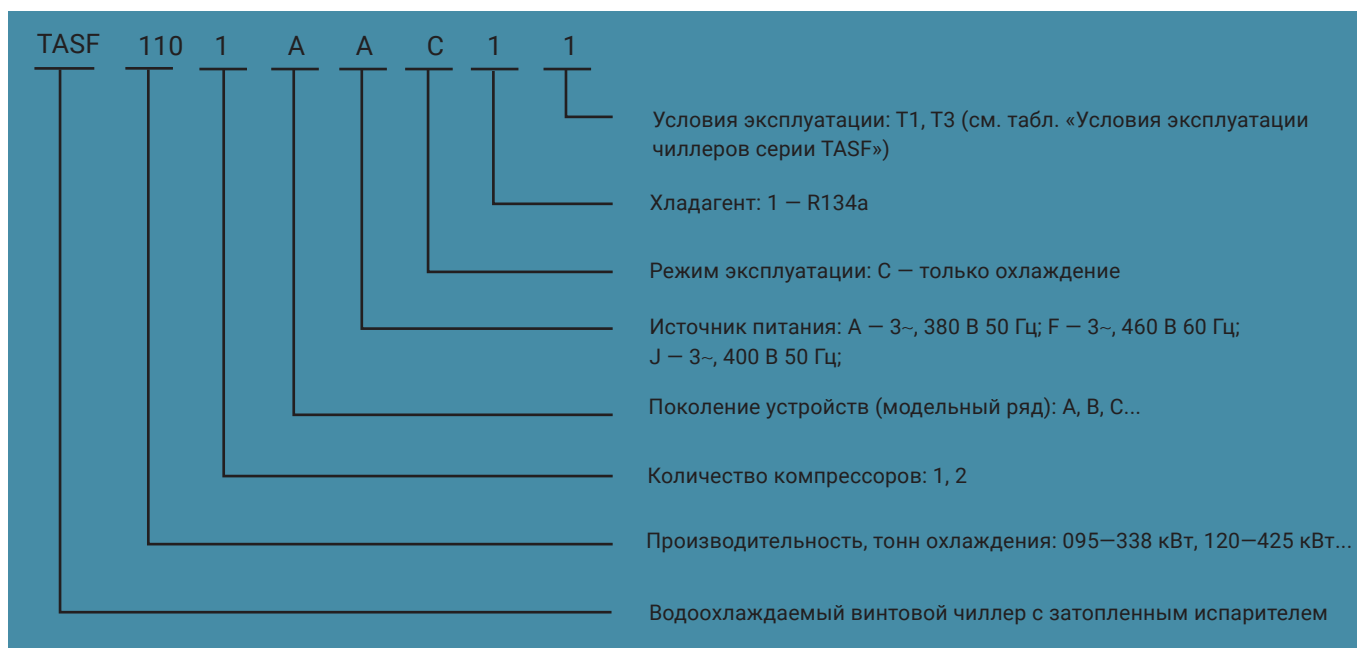 TASF 110 1 A A C 1 1
Условия эксплуатации: Т1, Т3 (см. табл. «Условия эксплуатации
чиллеров серии TASF»)
Хладагент: 1 — R134a
Режим эксплуатации: С — только охлаждение
Источник питания: A — 3~, 380 В 50 Гц; F — 3~, 460 В 60 Гц;
J — 3~, 400 В 50 Гц;
Поколение устройств (модельный ряд): A, B, C...
Количество компрессоров: 1, 2
Производительность, тонн охлаждения: 095—338 кВт, 120—425 кВт...
Водоохлаждаемый винтовой чиллер с затопленным испарителем